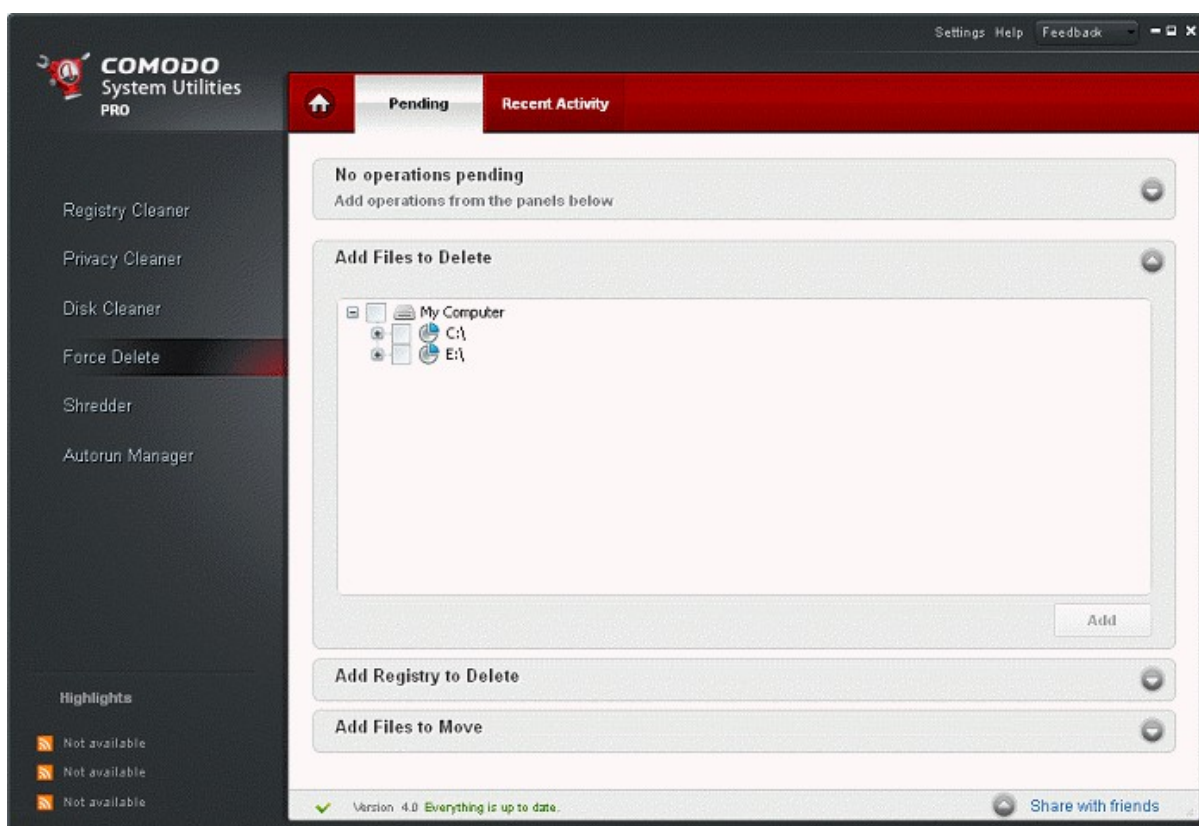 Settings Help Feedback
COMODO
System Utilities
PRO
Pending Recent Activity
Registry Cleaner
Privacy Cleaner
Disk Cleaner
Force Delete
Shredder
Autorun Manager
Highlights
Not available
Not available
Not available
No operations pending
Add operations from the panels below
Add Files to Delete
My Computer
C:\
E:\
Add
Add Registry to Delete
Add Files to Move
Version 4.0 Everything is up to date.
Share with friends